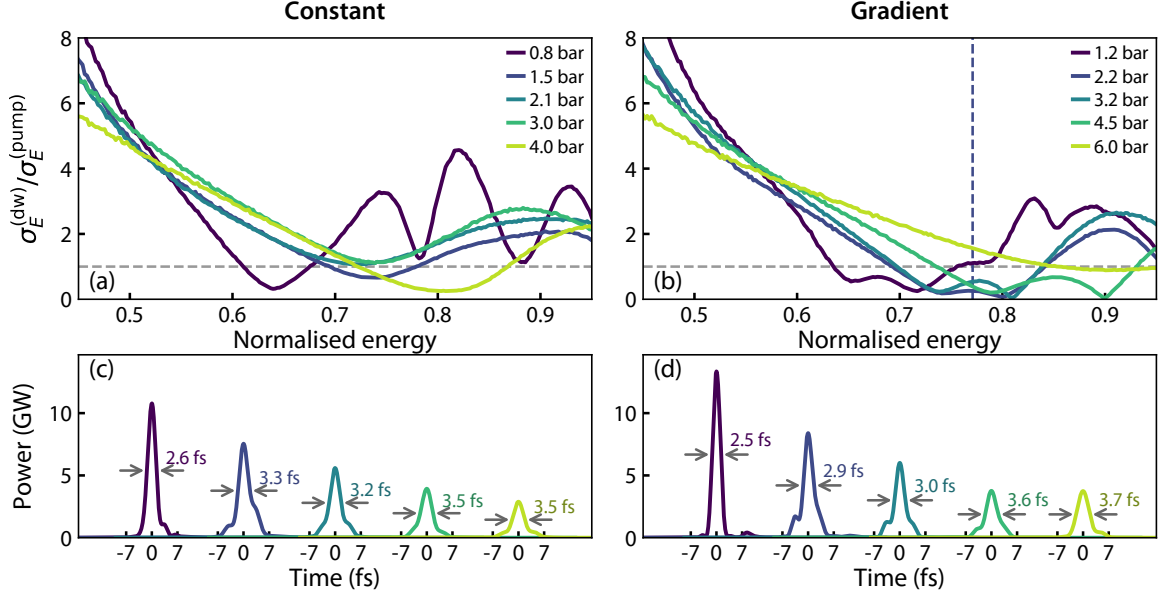 Constant
Gradient
σ_E^(dw)/σ_E^(pump)
8
6
4
2
0
(a)
0.8 bar
1.5 bar
2.1 bar
3.0 bar
4.0 bar
0.5 0.6 0.7 0.8 0.9
Normalised energy
8
6
4
2
0
(b)
1.2 bar
2.2 bar
3.2 bar
4.5 bar
6.0 bar
0.5 0.6 0.7 0.8 0.9
Normalised energy
Power (GW)
10
5
0
(c)
2.6 fs
3.3 fs
3.2 fs
3.5 fs
3.5 fs
-7 0 7 -7 0 7 -7 0 7 -7 0 7 -7 0 7
Time (fs)
10
5
0
(d)
2.5 fs
2.9 fs
3.0 fs
3.6 fs
3.7 fs
-7 0 7 -7 0 7 -7 0 7 -7 0 7 -7 0 7
Time (fs)